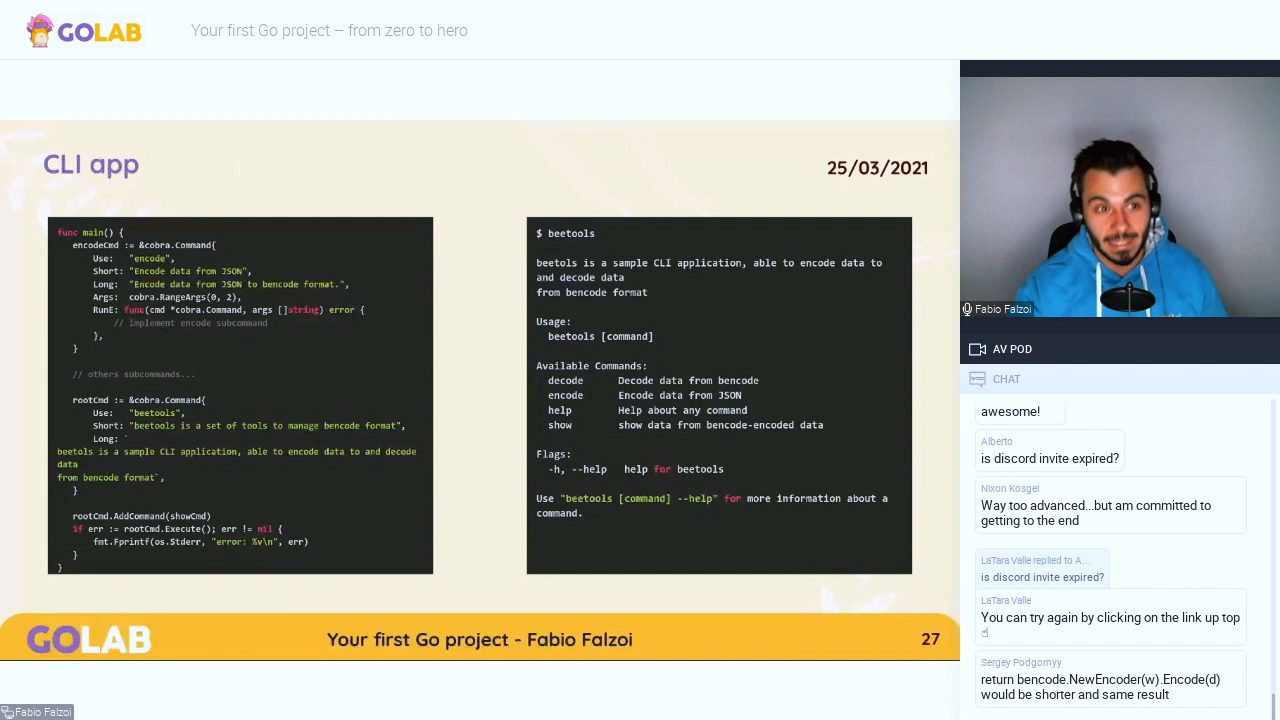 GOLAB
Your first Go project – from zero to hero
CLI app
25/03/2021
func main() {
encodeCmd := &cobra.Command{
Use: "encode",
Short: "Encode data from JSON",
Long: "Encode data from JSON to bencode format.",
Args: cobra.RangeArgs(0, 2),
RunE: func(cmd *cobra.Command, args []string) error {
// implement encode subcommand
},
}
// others subcommands...
rootCmd := &cobra.Command{
Use: "beetools",
Short: "beetools is a set of tools to manage bencode format",
Long: `
beetols is a sample CLI application, able to encode data to and decode
data
from bencode format`,
}
rootCmd.AddCommand(showCmd)
if err := rootCmd.Execute(); err != nil {
fmt.Fprintf(os.Stderr, "error: %v\n", err)
}
}
$ beetools
beetols is a sample CLI application, able to encode data to
and decode data
from bencode format
Usage:
beetools [command]
Available Commands:
decode Decode data from bencode
encode Encode data from JSON
help Help about any command
show show data from bencode-encoded data
Flags:
-h, --help help for beetools
Use "beetools [command] --help" for more information about a
command.
GOLAB
Your first Go project - Fabio Falzoi
27
Fabio Falzoi
Fabio Falzoi
AV POD
CHAT
awesome!
Alberto
is discord invite expired?
Nixon Kosgei
Way too advanced...but am committed to
getting to the end
LaTara Valle replied to A...
is discord invite expired?
LaTara Valle
You can try again by clicking on the link up top
☝
Sergey Podgornyy
return bencode.NewEncoder(w).Encode(d)
would be shorter and same result